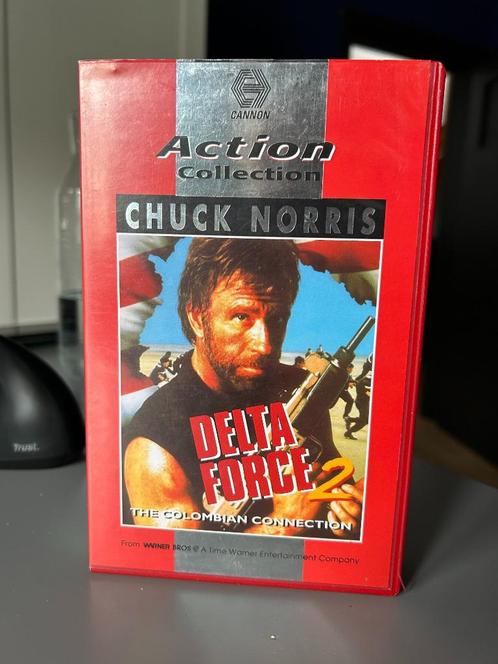 CANNON
Action
Collection
CHUCK NORRIS
DELTA
FORCE 2
THE COLOMBIAN CONNECTION
From WARNER BROS A Time Warner Entertainment Company
Trust.